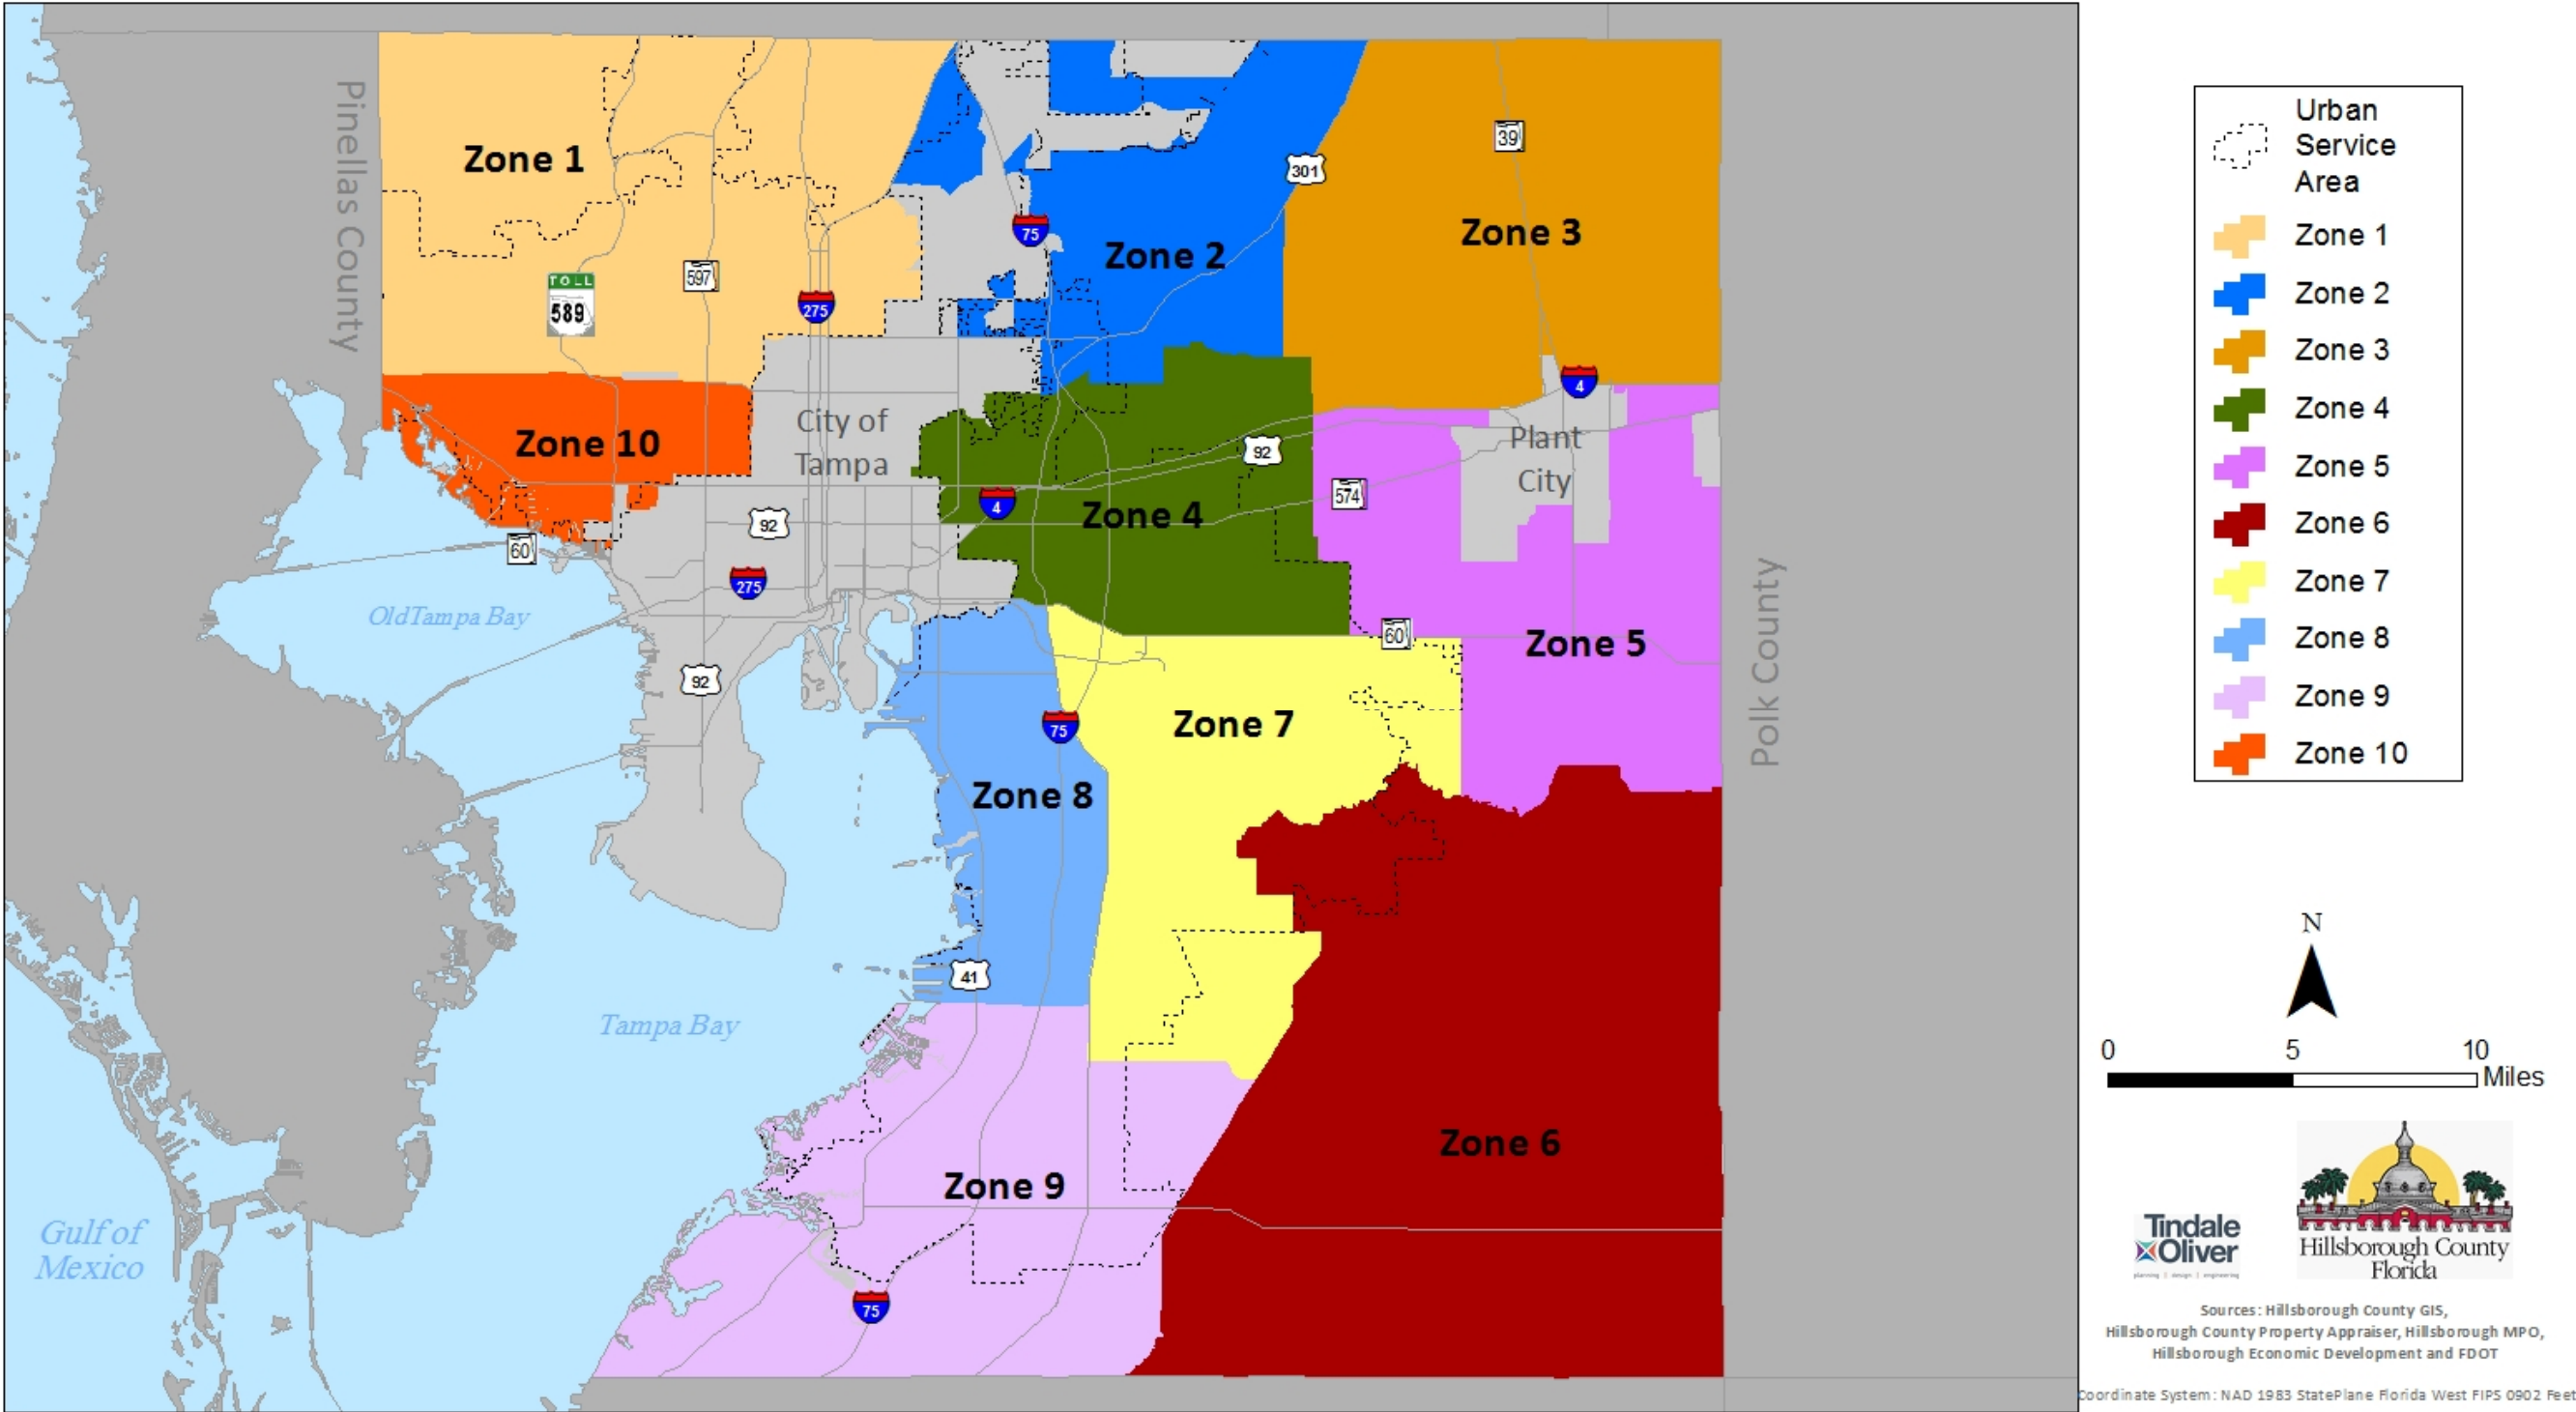 Pinellas County
Zone 1
39
301
Zone 3
75
Zone 2
597
TOLL
589
275
4
City of
Tampa
Zone 10
92
Plant
City
574
4
Zone 4
92
60
275
OldTampa Bay
60
Zone 5
Polk County
92
75
Zone 7
Zone 8
41
Tampa Bay
Zone 6
Zone 9
Gulf of
Mexico
75
Urban
Service
Area
Zone 1
Zone 2
Zone 3
Zone 4
Zone 5
Zone 6
Zone 7
Zone 8
Zone 9
Zone 10
N
0 5 10
Miles
Tindale
Oliver
planning | design | engineering
Hillsborough County
Florida
Sources: Hillsborough County GIS,
Hillsborough County Property Appraiser, Hillsborough MPO,
Hillsborough Economic Development and FDOT
Coordinate System: NAD 1983 StatePlane Florida West FIPS 0902 Feet